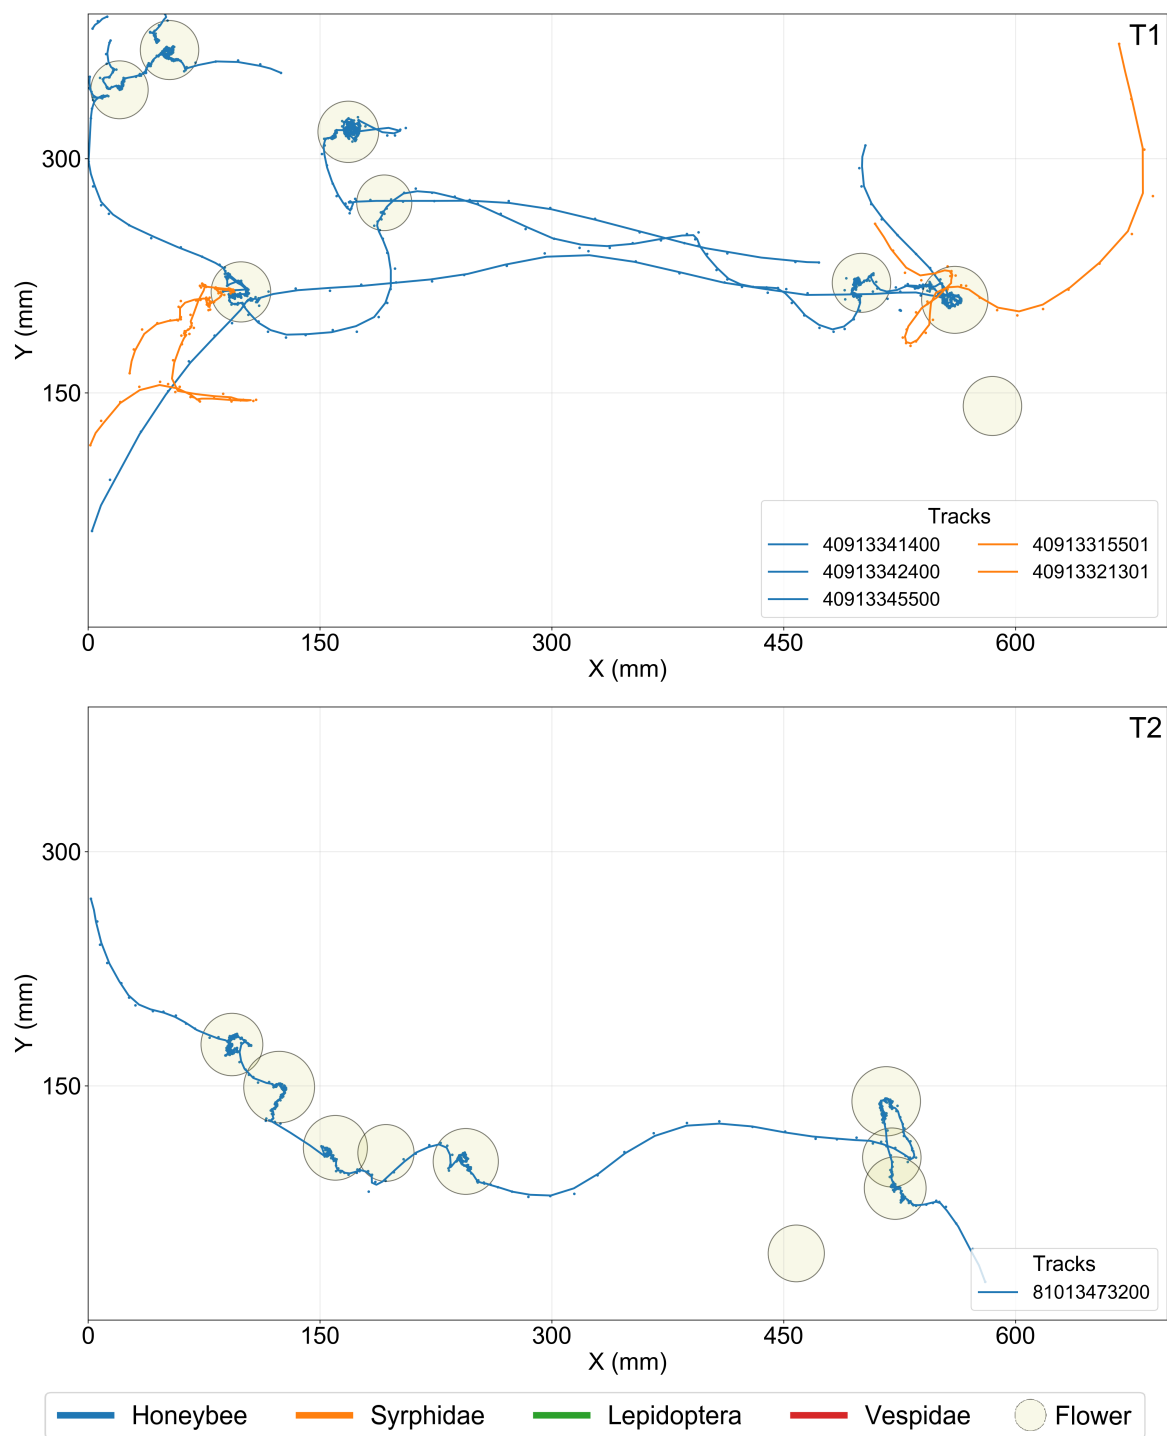 T1
300
150
Y (mm)
Tracks
40913341400 40913315501
40913342400 40913321301
40913345500
0 150 300 450 600
X (mm)
T2
300
150
Y (mm)
Tracks
81013473200
0 150 300 450 600
X (mm)
Honeybee Syrphidae Lepidoptera Vespidae Flower